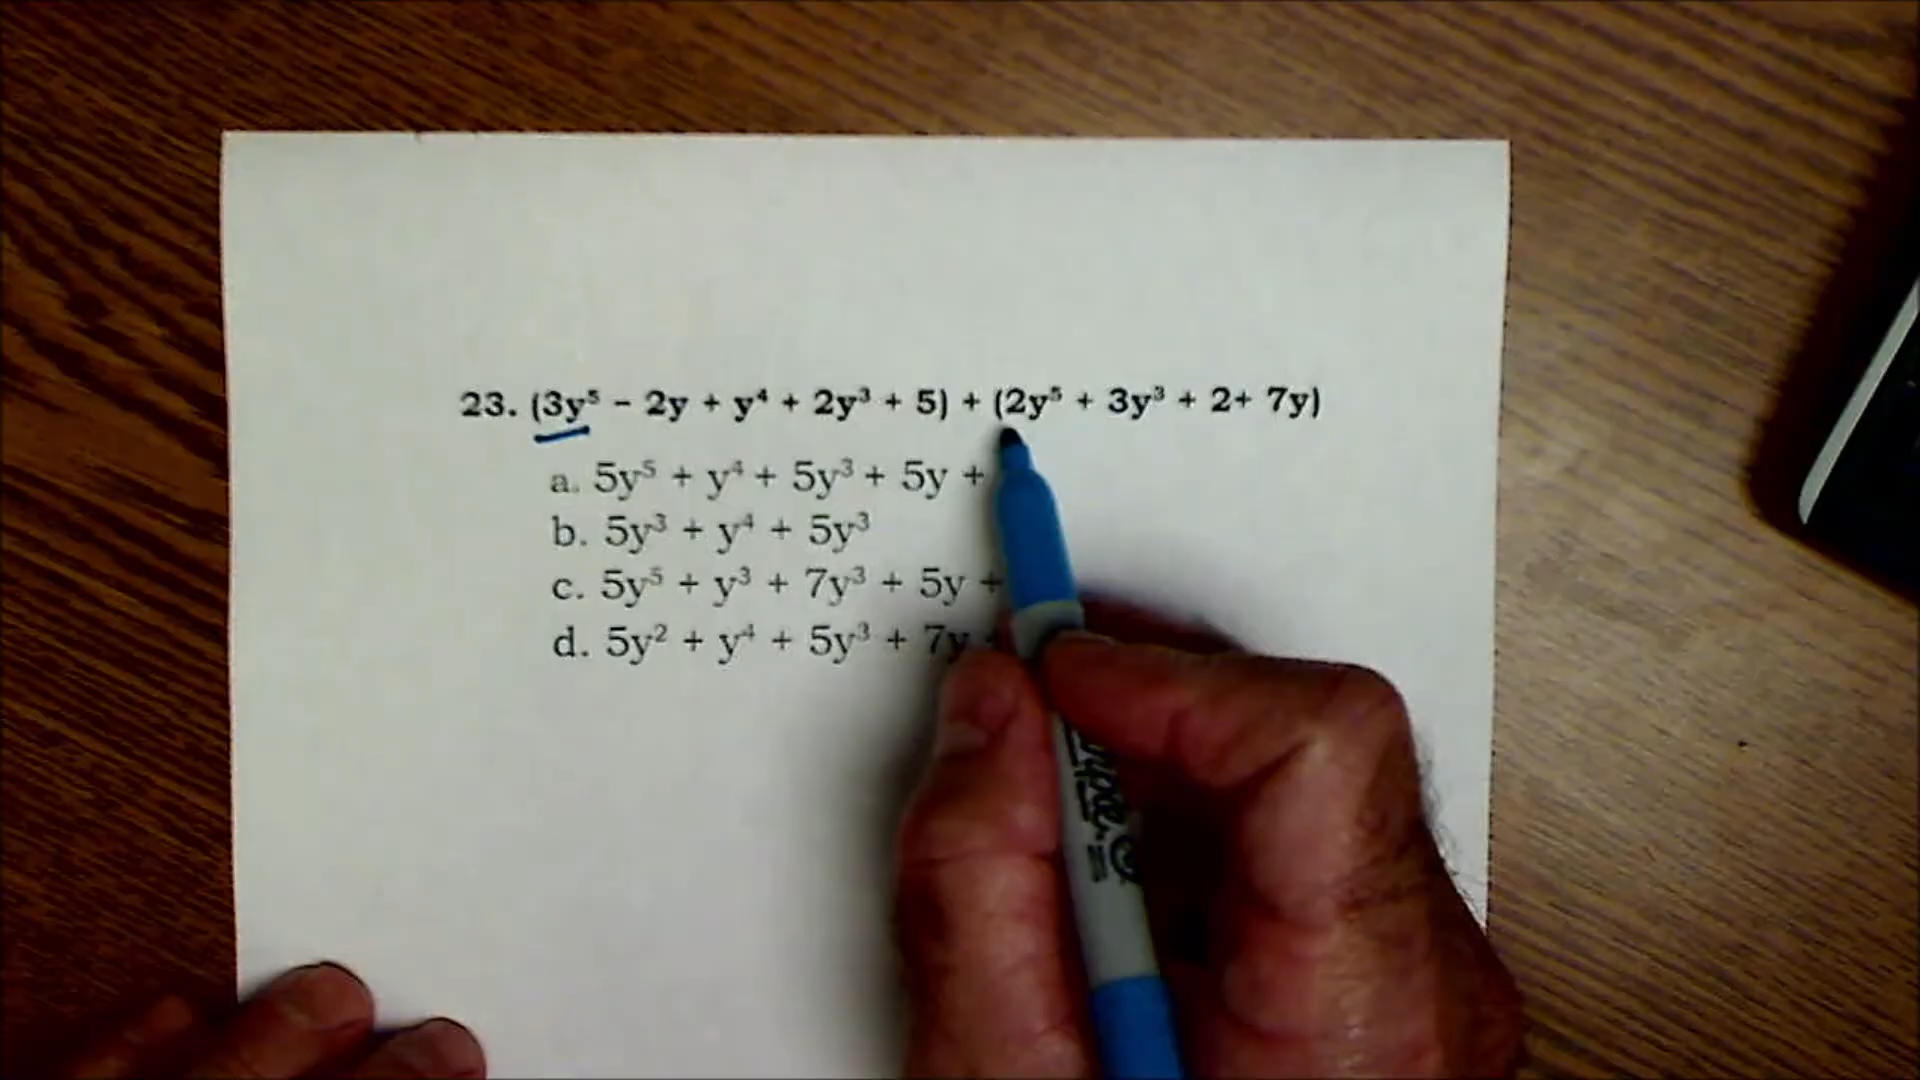 23. (3y⁵ - 2y + y⁴ + 2y³ + 5) + (2y⁵ + 3y³ + 2+ 7y)
a. 5y⁵ + y⁴ + 5y³ + 5y +
b. 5y³ + y⁴ + 5y³
c. 5y⁵ + y³ + 7y³ + 5y +
d. 5y² + y⁴ + 5y³ + 7y